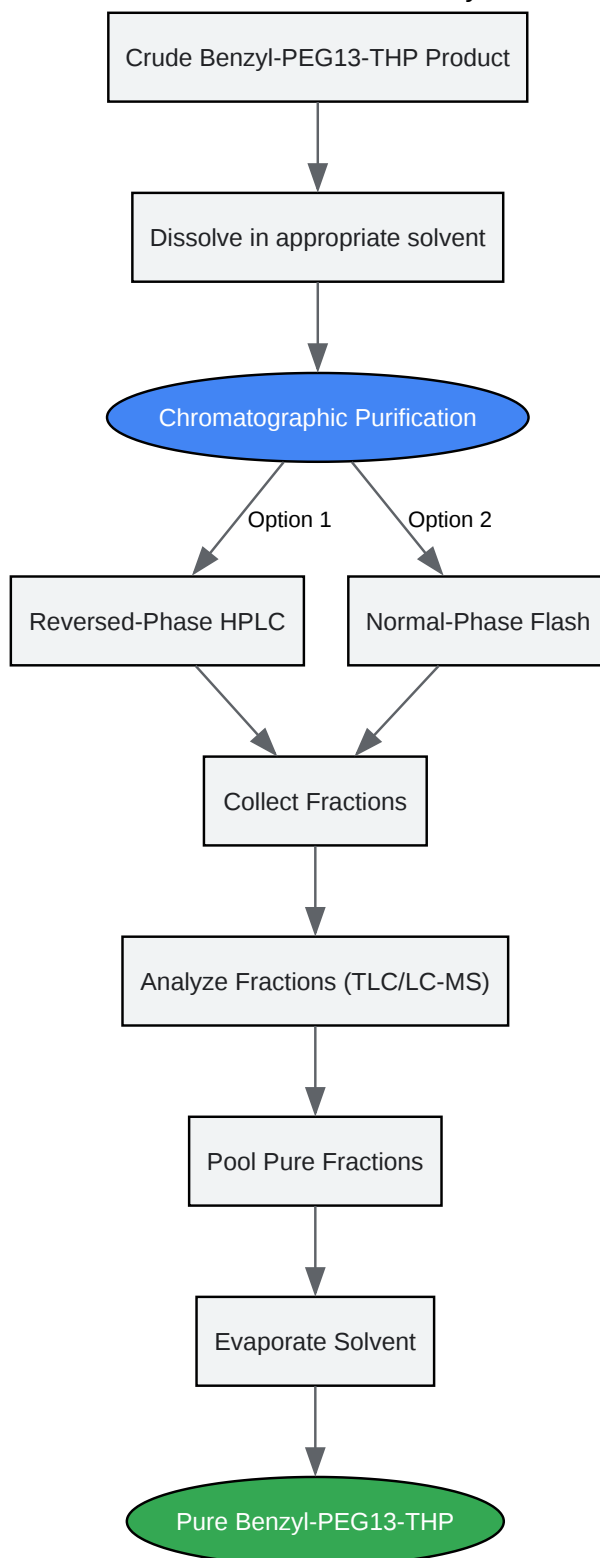 Crude Benzyl-PEG13-THP Product
Dissolve in appropriate solvent
Chromatographic Purification
Option 1
Option 2
Reversed-Phase HPLC
Normal-Phase Flash
Collect Fractions
Analyze Fractions (TLC/LC-MS)
Pool Pure Fractions
Evaporate Solvent
Pure Benzyl-PEG13-THP